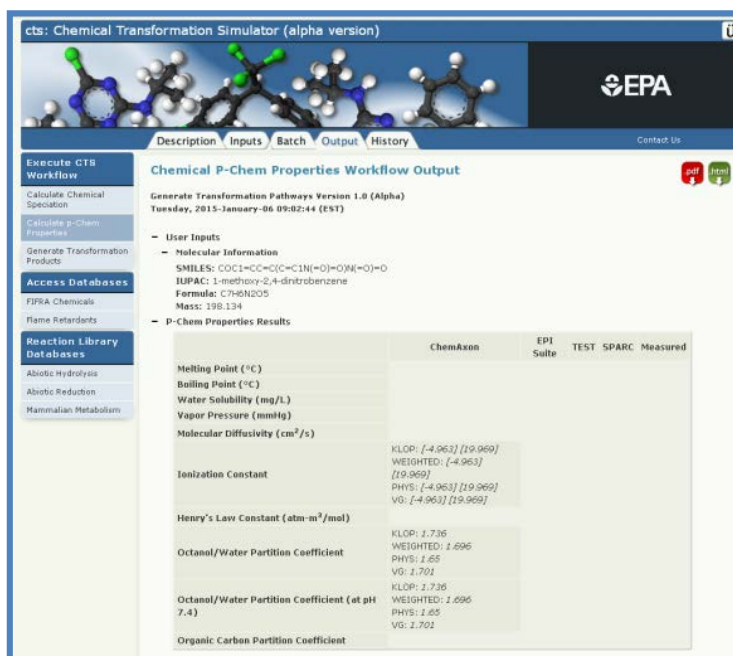 cts: Chemical Transformation Simulator (alpha version)
EPA
Description Inputs Batch Output History
Contact Us
Execute CTS
Workflow
Calculate Chemical
Speciation
Calculate p-Chem
Properties
Generate Transformation
Products
Access Databases
FIFRA Chemicals
Flame Retardants
Reaction Library
Databases
Abiotic Hydrolysis
Abiotic Reduction
Mammalian Metabolism
Chemical P-Chem Properties Workflow Output
.pdf .html
Generate Transformation Pathways Version 1.0 (Alpha)
Tuesday, 2015-January-06 09:02:44 (EST)
− User Inputs
− Molecular Information
SMILES: COC1=CC=C(C=C1N(=O)=O)N(=O)=O
IUPAC: 1-methoxy-2,4-dinitrobenzene
Formula: C7H6N2O5
Mass: 198.134
− P-Chem Properties Results
ChemAxon EPI Suite TEST SPARC Measured
Melting Point (°C)
Boiling Point (°C)
Water Solubility (mg/L)
Vapor Pressure (mmHg)
Molecular Diffusivity (cm²/s)
Ionization Constant
KLOP: [-4.963] [19.969]
WEIGHTED: [-4.963]
[19.969]
PHYS: [-4.963] [19.969]
VG: [-4.963] [19.969]
Henry's Law Constant (atm-m³/mol)
Octanol/Water Partition Coefficient
KLOP: 1.736
WEIGHTED: 1.696
PHYS: 1.65
VG: 1.701
Octanol/Water Partition Coefficient (at pH
7.4)
KLOP: 1.736
WEIGHTED: 1.696
PHYS: 1.65
VG: 1.701
Organic Carbon Partition Coefficient